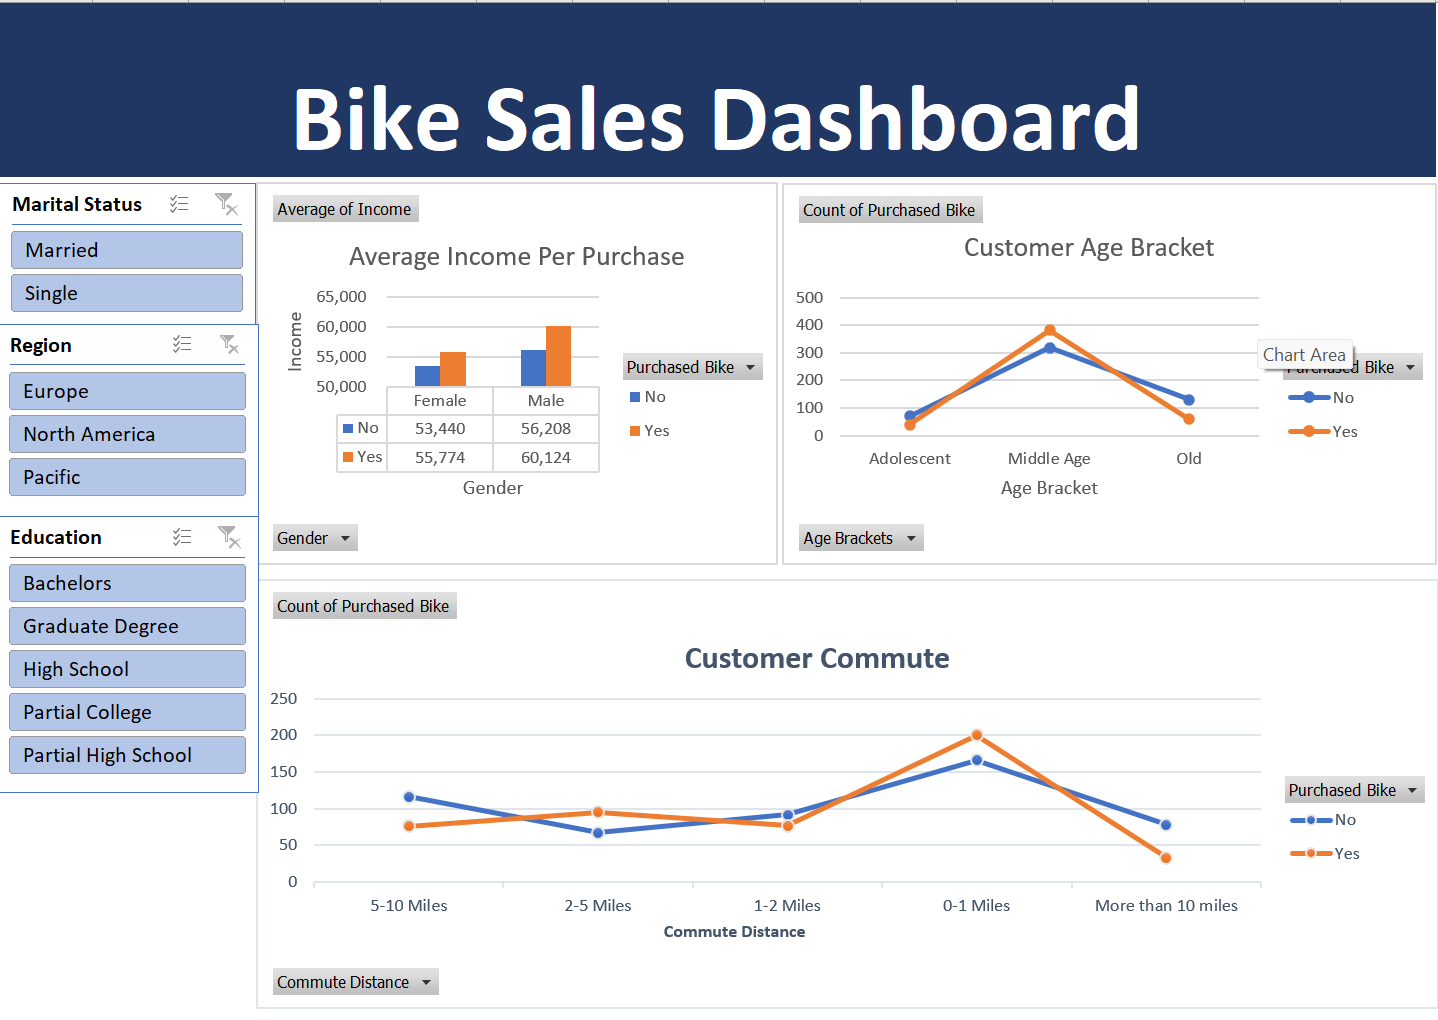 Bike Sales Dashboard
Marital Status
Married
Single
Region
Europe
North America
Pacific
Education
Bachelors
Graduate Degree
High School
Partial College
Partial High School
Average of Income
Average Income Per Purchase
Income
65,000
60,000
55,000
50,000
Female Male
No 53,440 56,208
Yes 55,774 60,124
Gender
Purchased Bike
No
Yes
Gender
Count of Purchased Bike
Customer Age Bracket
500
400
300
200
100
0
Adolescent Middle Age Old
Age Bracket
Chart Area
Purchased Bike
No
Yes
Age Brackets
Count of Purchased Bike
Customer Commute
250
200
150
100
50
0
5-10 Miles 2-5 Miles 1-2 Miles 0-1 Miles More than 10 miles
Commute Distance
Purchased Bike
No
Yes
Commute Distance